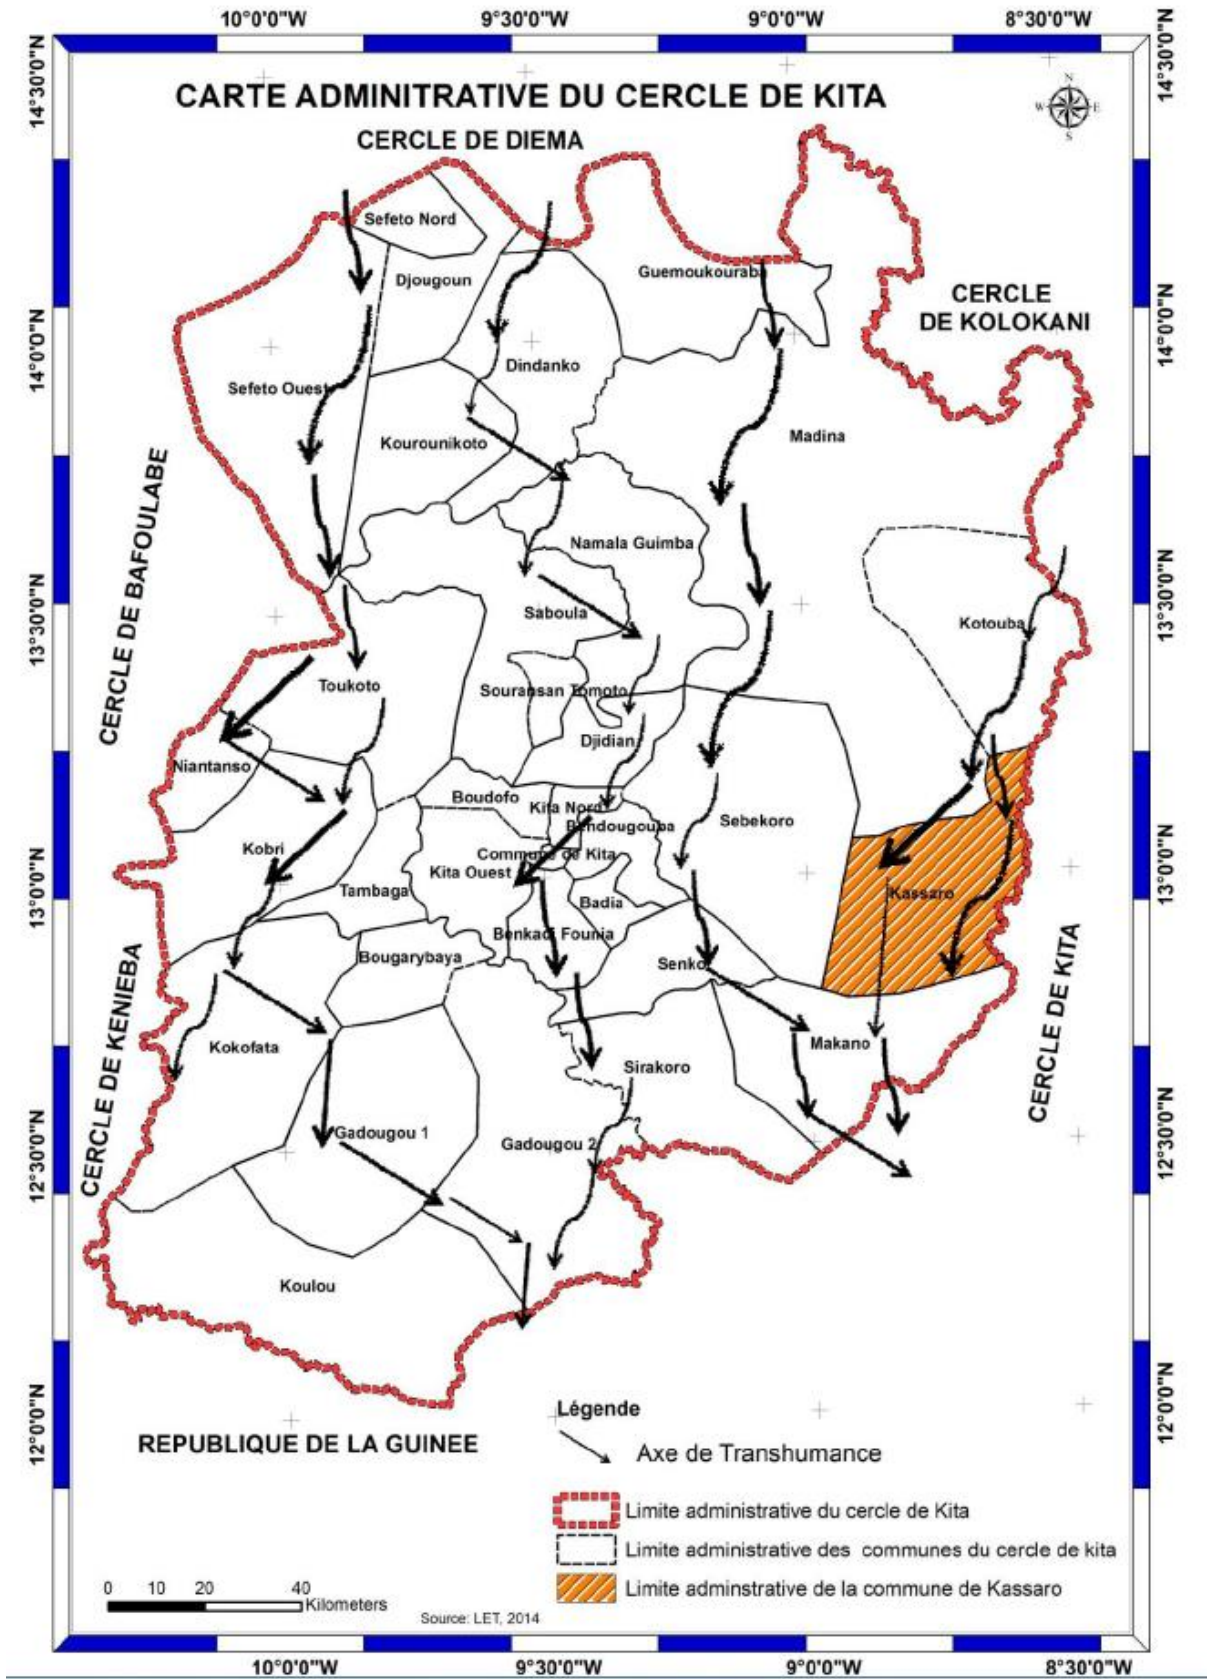 10°0'0"W 9°30'0"W 9°0'0"W 8°30'0"W
14°30'0"N
14°30'0"N
CARTE ADMINITRATIVE DU CERCLE DE KITA
N
W E
S
CERCLE DE DIEMA
Sefeto Nord
Djougoun
Guemoukouraba
CERCLE
DE KOLOKANI
14°0'0"N
14°0'0"N
Dindanko
Sefeto Ouest
Kourounikoto
Madina
CERCLE DE BAFOULABE
Namala Guimba
13°30'0"N
13°30'0"N
Saboula
Kotouba
Toukoto
Souransan Tomoto
Djidian
Niantanso
Boudofo
Kita Nord
Bendougouba
Sebekoro
Kobri
Commune de Kita
Kita Ouest
13°0'0"N
13°0'0"N
Tambaga
Badia
Kassaro
Benkadi Founia
Bougarybaya
Senko
CERCLE DE KENIEBA
CERCLE DE KITA
Kokofata
Makano
Sirakoro
Gadougou 1
Gadougou 2
12°30'0"N
12°30'0"N
Koulou
12°0'0"N
12°0'0"N
REPUBLIQUE DE LA GUINEE
Légende
Axe de Transhumance
Limite administrative du cercle de Kita
Limite administrative des communes du cercle de kita
Limite adminstrative de la commune de Kassaro
0 10 20 40
Kilometers
Source: LET, 2014
10°0'0"W 9°30'0"W 9°0'0"W 8°30'0"W